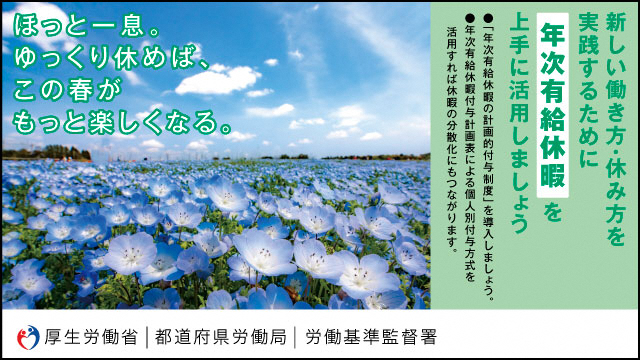 ほっと一息。
ゆっくり休めば、
この春が
もっと楽しくなる。
新しい働き方・休み方を
実践するために
年次有給休暇を
上手に活用しましょう
●「年次有給休暇の計画的付与制度」を導入しましょう。
●年次有給休暇付与計画表による個人別付与方式を
活用すれば休暇の分散化にもつながります。
厚生労働省|都道府県労働局|労働基準監督署